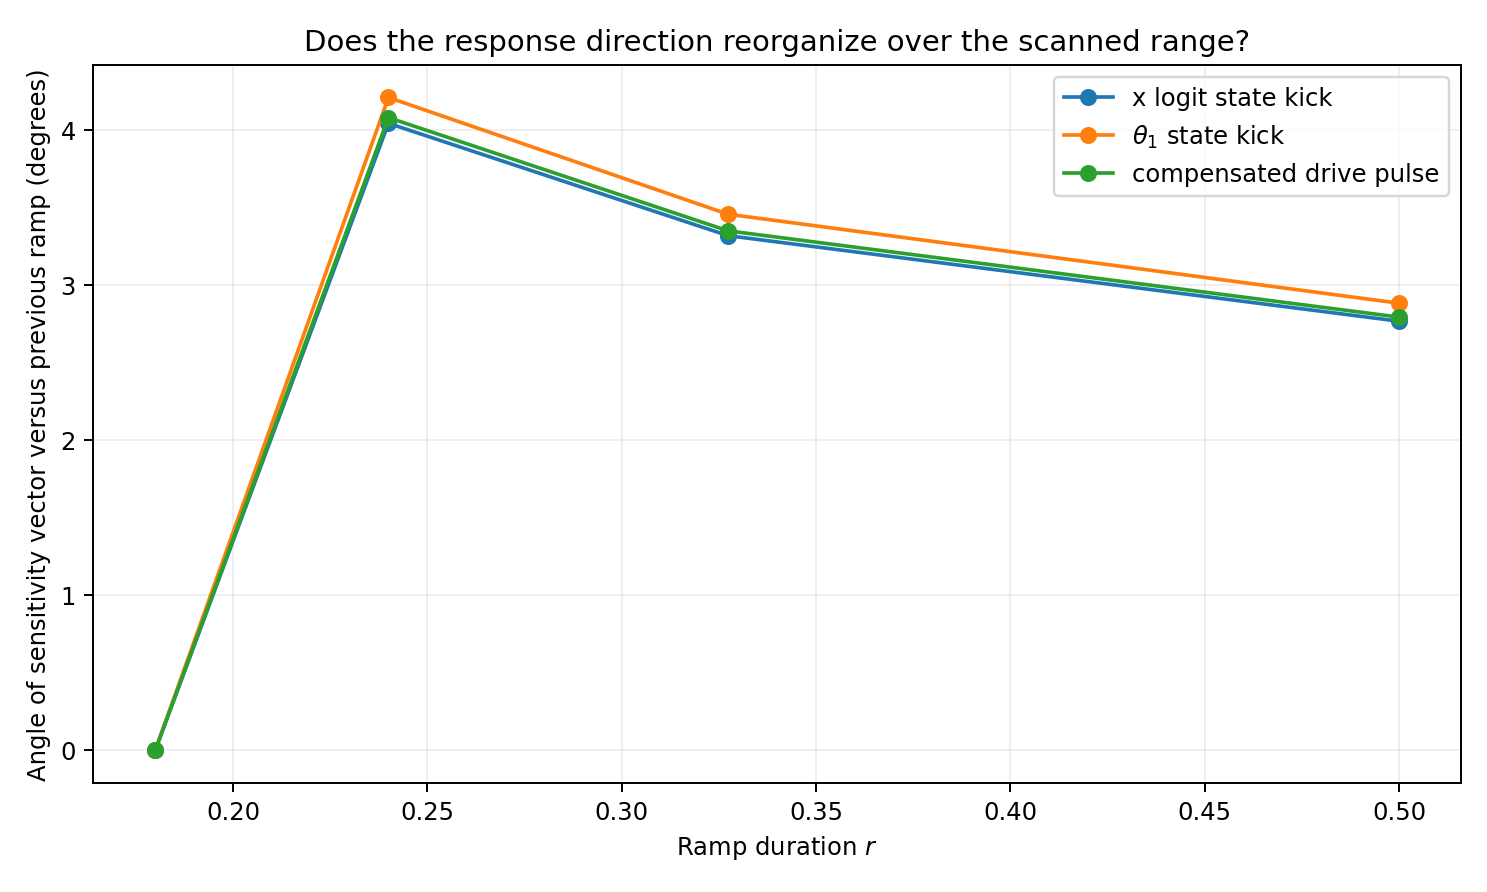 Does the response direction reorganize over the scanned range?
Angle of sensitivity vector versus previous ramp (degrees)
4
3
2
1
0
x logit state kick
θ₁ state kick
compensated drive pulse
0.20 0.25 0.30 0.35 0.40 0.45 0.50
Ramp duration r